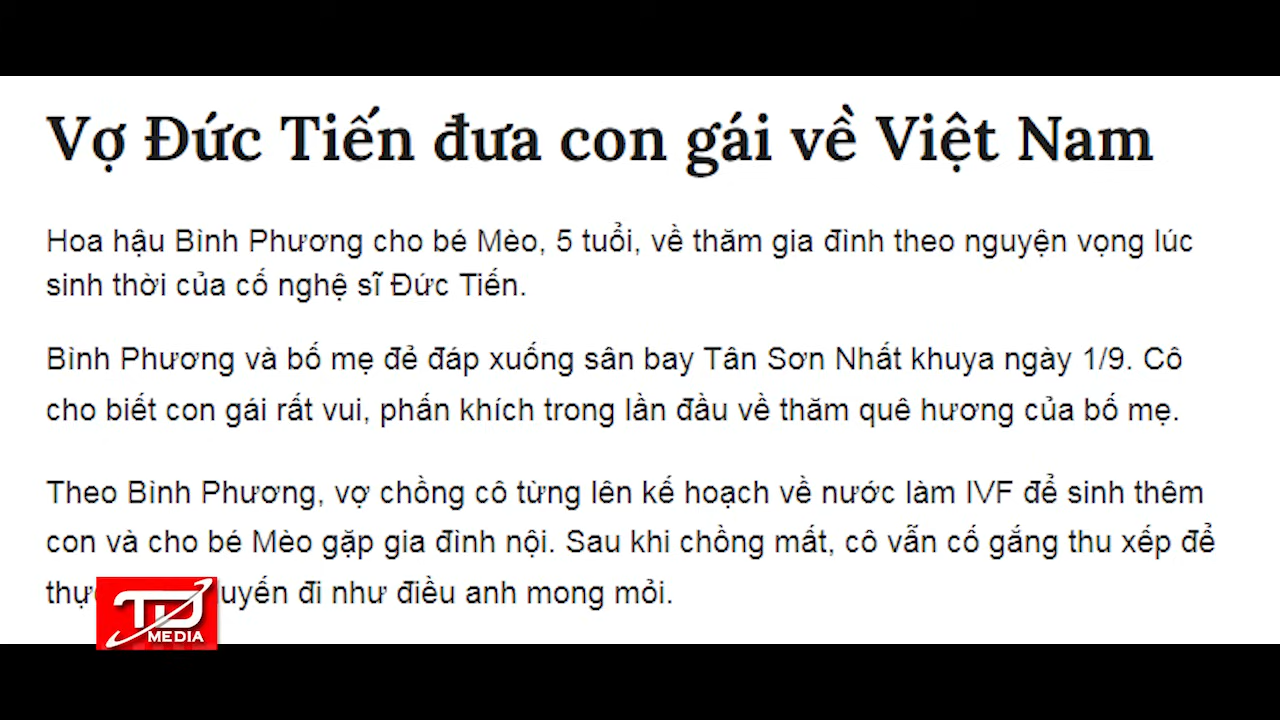 Vợ Đức Tiến đưa con gái về Việt Nam
Hoa hậu Bình Phương cho bé Mèo, 5 tuổi, về thăm gia đình theo nguyện vọng lúc
sinh thời của cố nghệ sĩ Đức Tiến.
Bình Phương và bố mẹ đẻ đáp xuống sân bay Tân Sơn Nhất khuya ngày 1/9. Cô
cho biết con gái rất vui, phấn khích trong lần đầu về thăm quê hương của bố mẹ.
Theo Bình Phương, vợ chồng cô từng lên kế hoạch về nước làm IVF để sinh thêm
con và cho bé Mèo gặp gia đình nội. Sau khi chồng mất, cô vẫn cố gắng thu xếp để
đi như điều anh mong mỏi.
TD
MEDIA